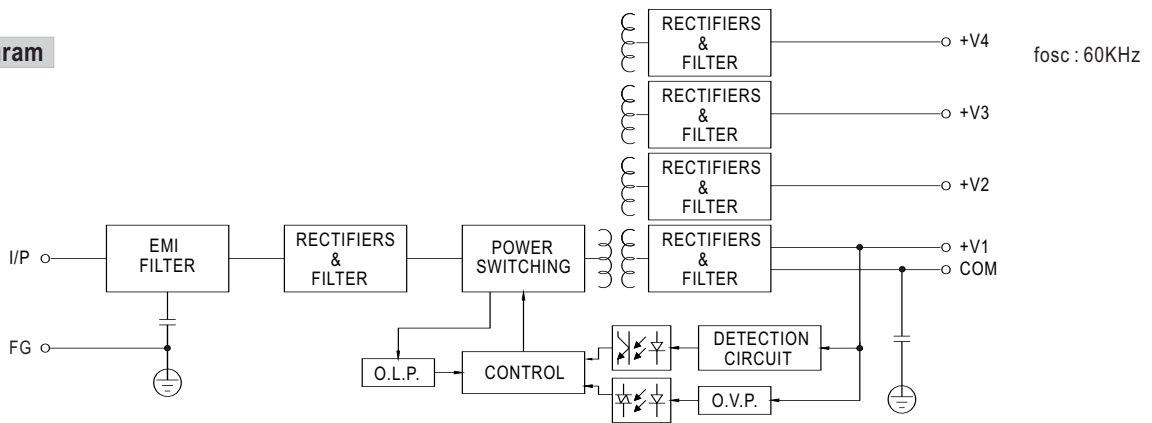 gram
RECTIFIERS
&
FILTER
+V4
fosc : 60KHz
RECTIFIERS
&
FILTER
+V3
RECTIFIERS
&
FILTER
+V2
I/P
EMI
FILTER
RECTIFIERS
&
FILTER
POWER
SWITCHING
RECTIFIERS
&
FILTER
+V1
COM
FG
O.L.P.
CONTROL
DETECTION
CIRCUIT
O.V.P.